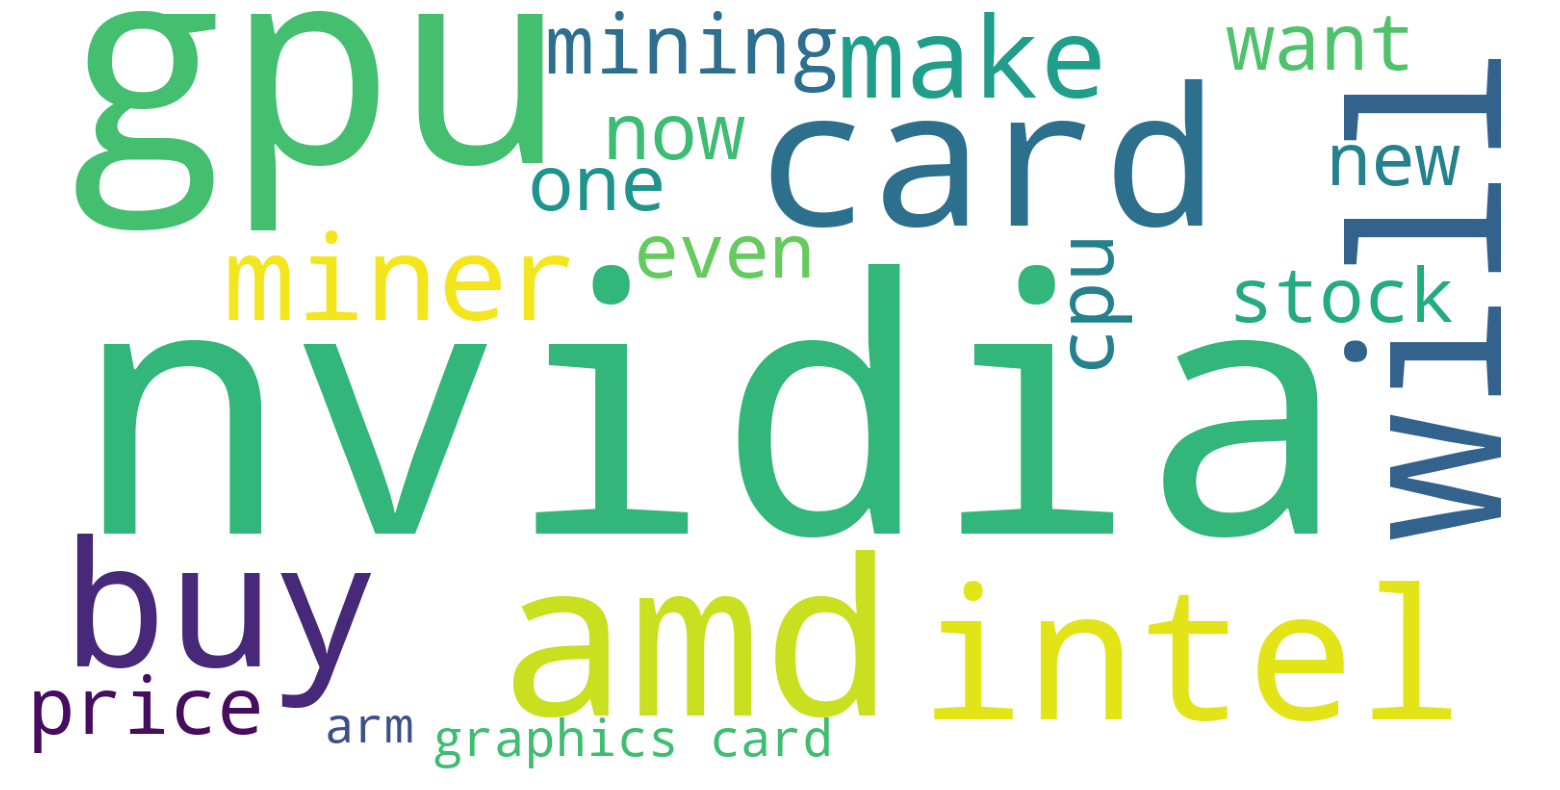 gpu
mining
make
want
now
card
will
new
one
miner
even
cpu
stock
nvidia
buy
amd
intel
price
arm
graphics card